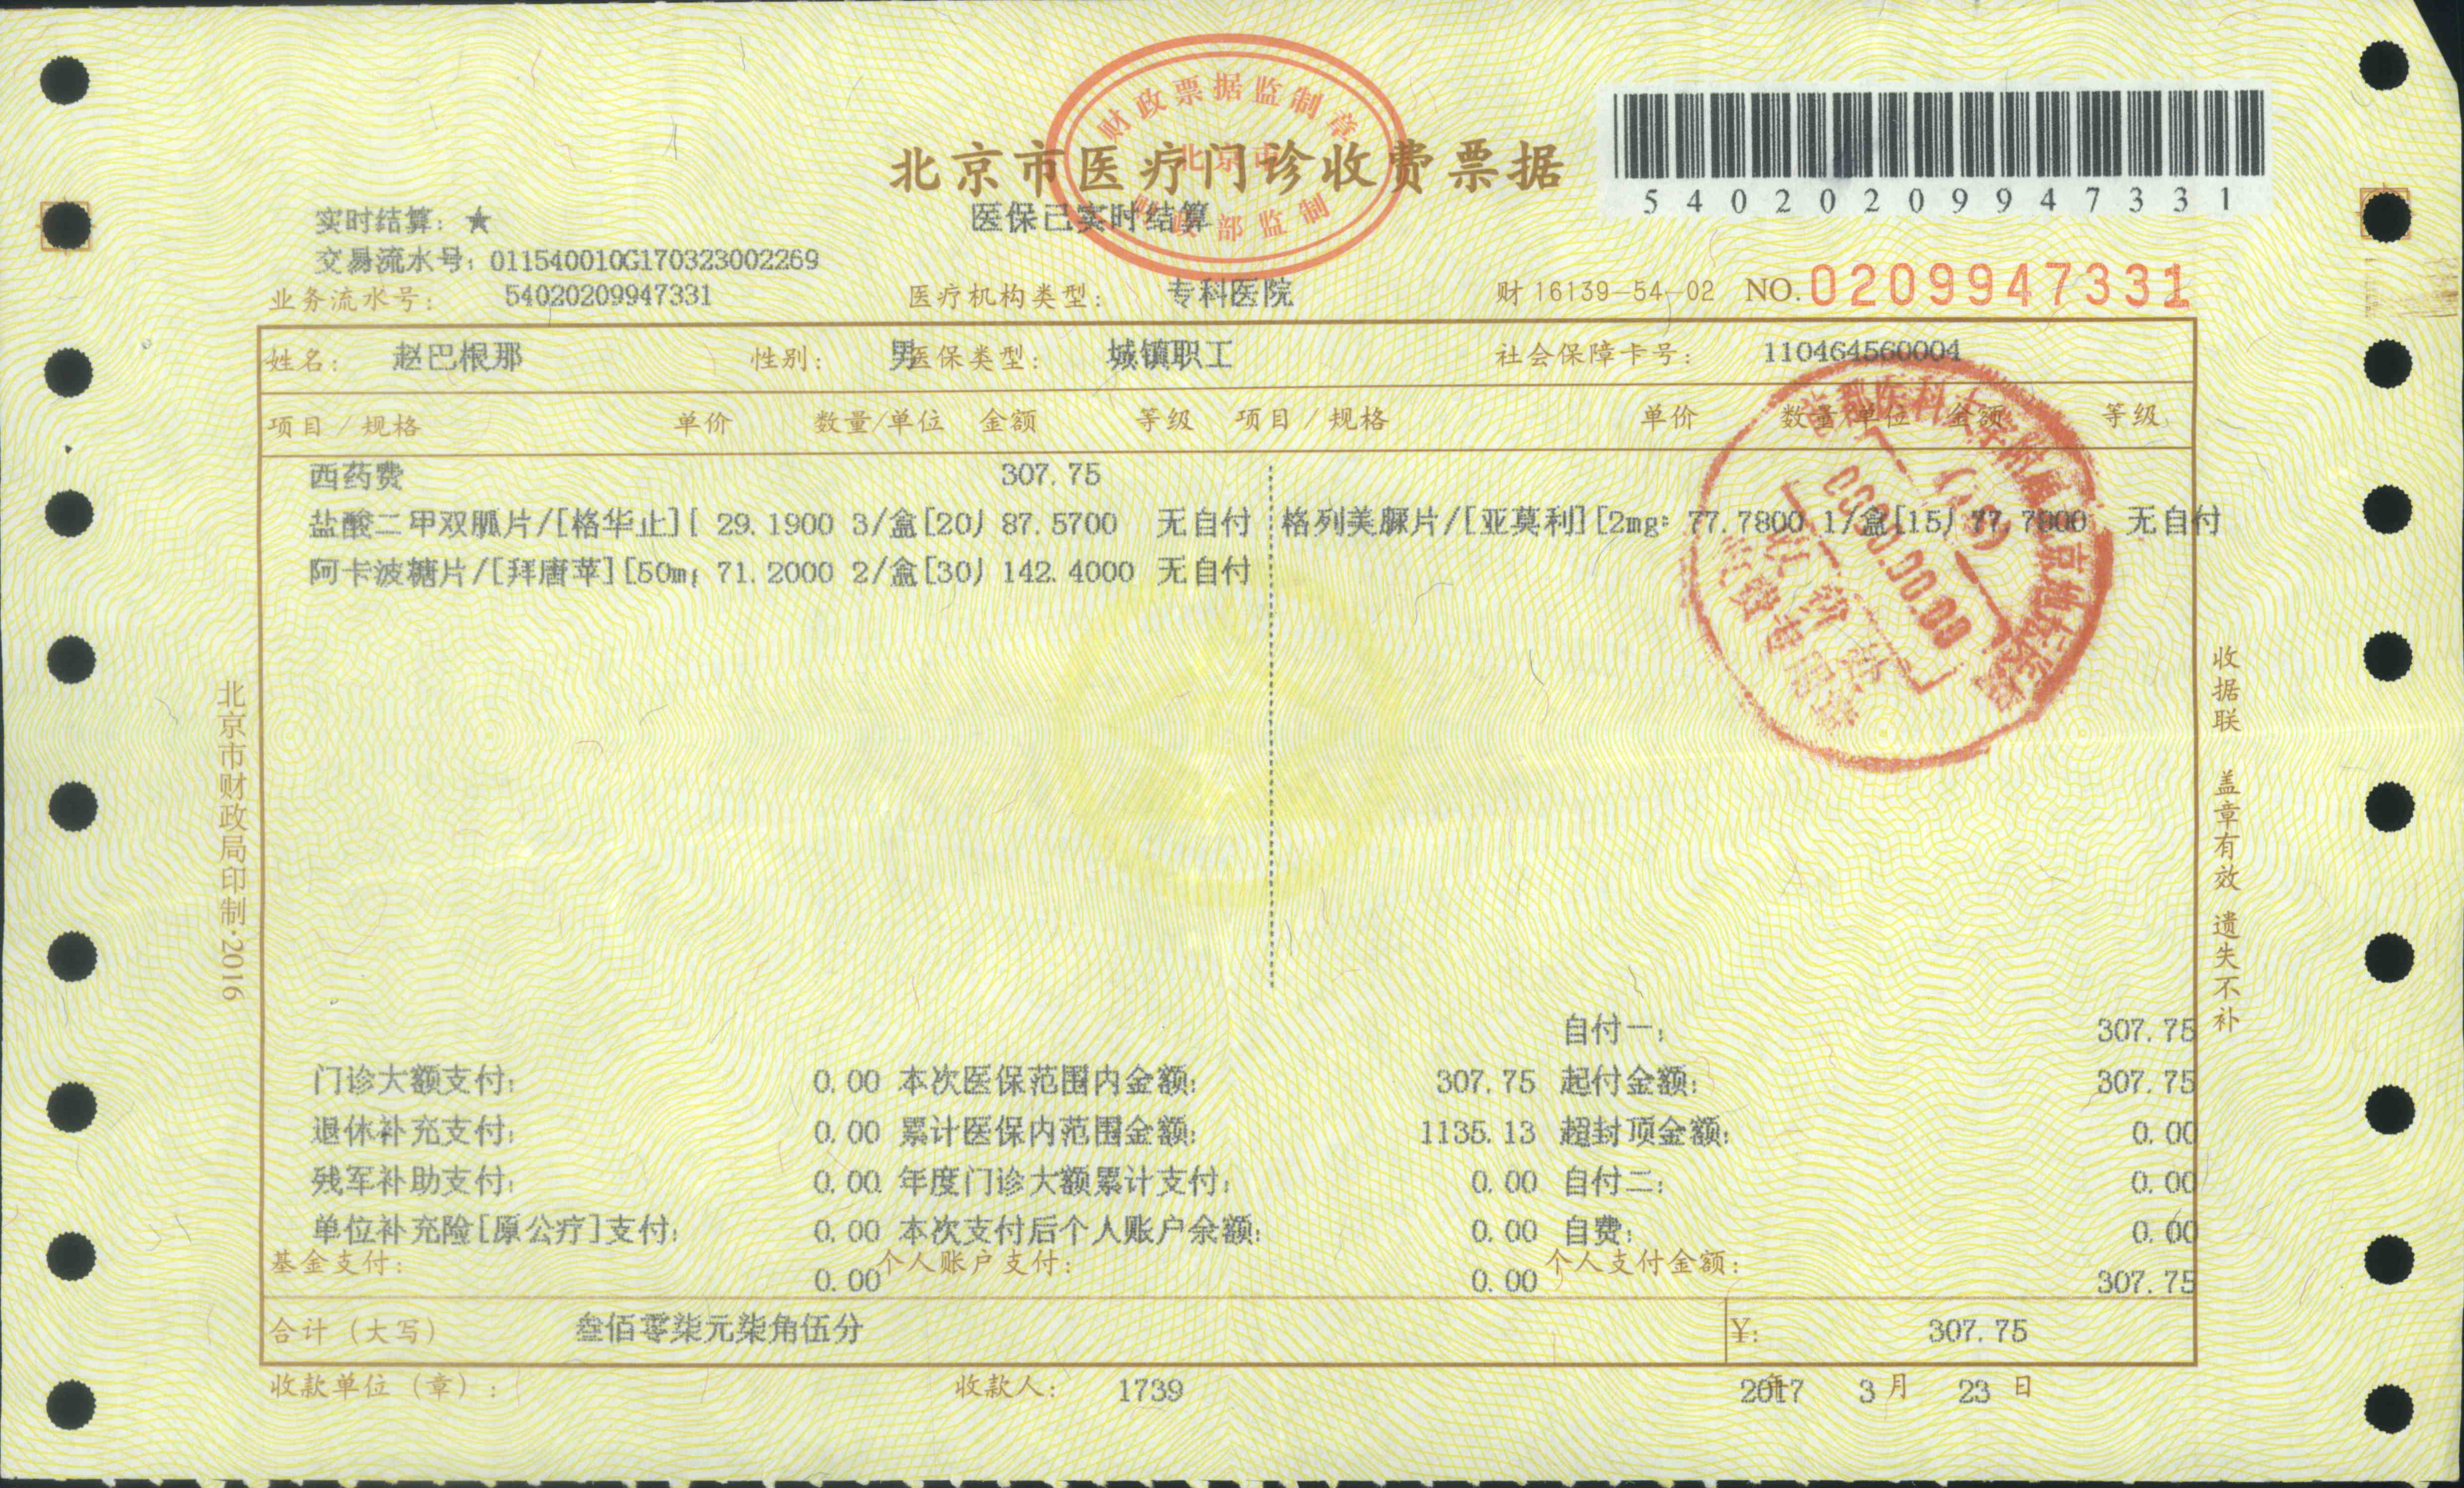 财政票据监制章
北京市
财政部监制
北京市医疗门诊收费票据
医保已实时结算
54020209947331
实时结算：★
交易流水号：011540010G170323002269
业务流水号： 54020209947331 医疗机构类型： 专科医院 财 16139-54-02 NO. 0209947331
姓名： 赵巴根那 性别： 男 医保类型： 城镇职工 社会保障卡号： 110464560004
项目／规格 单价 数量/单位 金额 等级 项目／规格 单价 数量/单位 金额 等级
西药费 307.75
盐酸二甲双胍片/[格华止][ 29.1900 3/盒[20) 87.5700 无自付 格列美脲片/[亚莫利][2mg* 77.7800 1/盒[15) 77.7800 无自付
阿卡波糖片/[拜唐苹][50m 71.2000 2/盒[30) 142.4000 无自付
自付一： 307.75
门诊大额支付： 0.00 本次医保范围内金额： 307.75 起付金额： 307.75
退休补充支付： 0.00 累计医保内范围金额： 1135.13 超封顶金额： 0.00
残军补助支付： 0.00 年度门诊大额累计支付： 0.00 自付二： 0.00
单位补充险[原公疗]支付： 0.00 本次支付后个人账户余额： 0.00 自费： 0.00
基金支付： 0.00 个人账户支付： 0.00 个人支付金额： 307.75
合计（大写） 叁佰零柒元柒角伍分 ¥： 307.75
收款单位（章）： 收款人： 1739 2017年 3月 23日
北京市财政局印制·2016
收据联 盖章有效 遗失不补